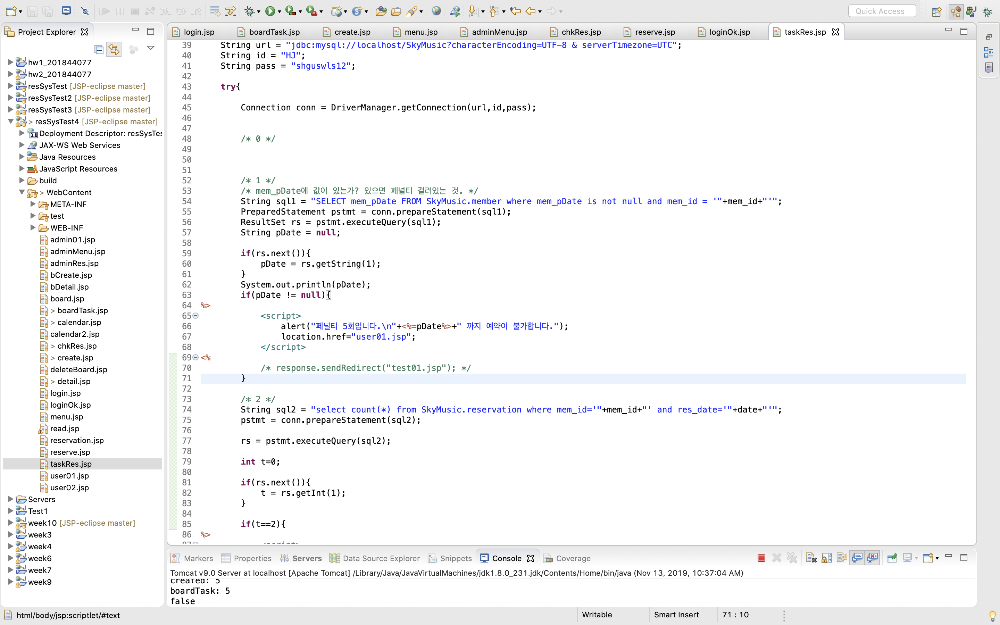 Quick Access
Project Explorer
hw1_201844077
hw2_201844077
resSysTest [JSP-eclipse master]
resSysTest2 [JSP-eclipse master]
resSysTest3 [JSP-eclipse master]
> resSysTest4 [JSP-eclipse master]
Deployment Descriptor: resSysTes
JAX-WS Web Services
Java Resources
JavaScript Resources
build
> WebContent
META-INF
test
WEB-INF
admin01.jsp
adminMenu.jsp
adminRes.jsp
bCreate.jsp
bDetail.jsp
board.jsp
> boardTask.jsp
> calendar.jsp
calendar2.jsp
> chkRes.jsp
> create.jsp
deleteBoard.jsp
> detail.jsp
login.jsp
loginOk.jsp
menu.jsp
read.jsp
reservation.jsp
reserve.jsp
taskRes.jsp
user01.jsp
user02.jsp
Servers
Test1
week10 [JSP-eclipse master]
week3
week4
week6
week7
week9
login.jsp boardTask.jsp create.jsp menu.jsp adminMenu.jsp chkRes.jsp reserve.jsp loginOk.jsp taskRes.jsp
39 String url = "jdbc:mysql://localhost/SkyMusic?characterEncoding=UTF-8 & serverTimezone=UTC";
40 String id = "HJ";
41 String pass = "shguswls12";
42
43 try{
44
45 Connection conn = DriverManager.getConnection(url,id,pass);
46
47
48 /* 0 */
49
50
51
52 /* 1 */
53 /* mem_pDate에 값이 있는가? 있으면 페널티 걸려있는 것. */
54 String sql1 = "SELECT mem_pDate FROM SkyMusic.member where mem_pDate is not null and mem_id = '"+mem_id+"'";
55 PreparedStatement pstmt = conn.prepareStatement(sql1);
56 ResultSet rs = pstmt.executeQuery(sql1);
57 String pDate = null;
58
59 if(rs.next()){
60 pDate = rs.getString(1);
61 }
62 System.out.println(pDate);
63 if(pDate != null){
64 %>
65 <script>
66 alert("페널티 5회입니다.\n"+<%=pDate%>+" 까지 예약이 불가합니다.");
67 location.href="user01.jsp";
68 </script>
69 <%
70 /* response.sendRedirect("test01.jsp"); */
71 }
72
73 /* 2 */
74 String sql2 = "select count(*) from SkyMusic.reservation where mem_id='"+mem_id+"' and res_date='"+date+"'";
75 pstmt = conn.prepareStatement(sql2);
76
77 rs = pstmt.executeQuery(sql2);
78
79 int t=0;
80
81 if(rs.next()){
82 t = rs.getInt(1);
83 }
84
85 if(t==2){
86 %>
87 <script>
Markers Properties Servers Data Source Explorer Snippets Console Coverage
Tomcat v9.0 Server at localhost [Apache Tomcat] /Library/Java/JavaVirtualMachines/jdk1.8.0_231.jdk/Contents/Home/bin/java (Nov 13, 2019, 10:37:04 AM)
created: 5
boardTask: 5
false
html/body/jsp:scriptlet/#text Writable Smart Insert 71 : 10